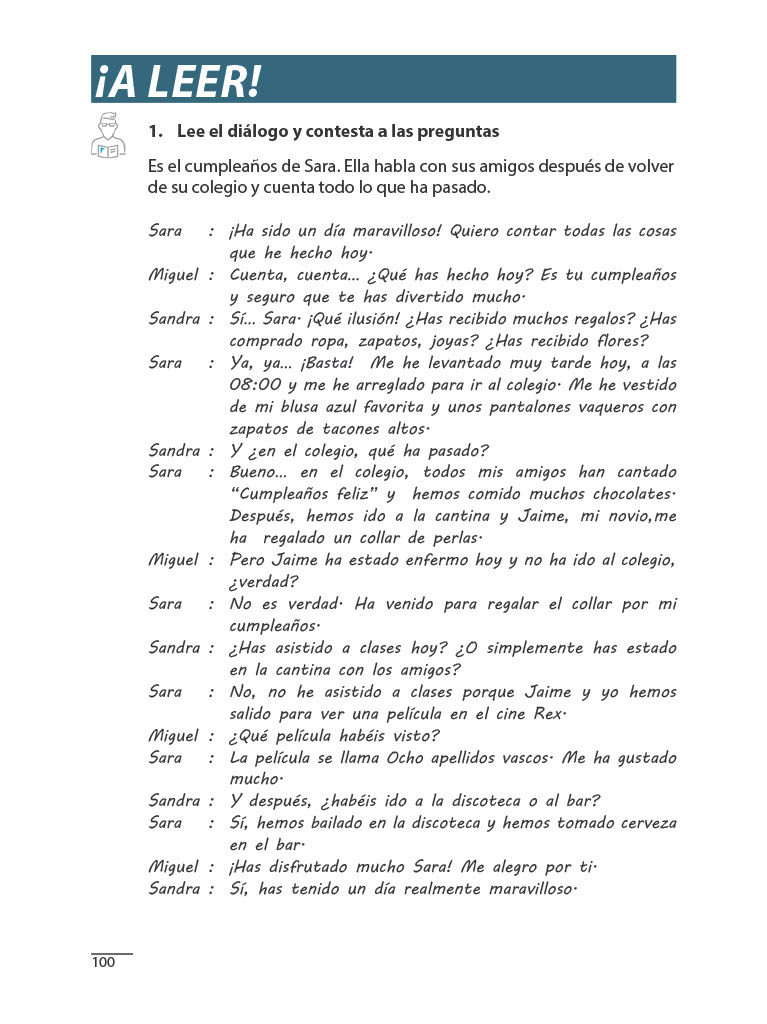 ¡A LEER!
1. Lee el diálogo y contesta a las preguntas
Es el cumpleaños de Sara. Ella habla con sus amigos después de volver
de su colegio y cuenta todo lo que ha pasado.
Sara : ¡Ha sido un día maravilloso! Quiero contar todas las cosas
que he hecho hoy.
Miguel : Cuenta, cuenta... ¿Qué has hecho hoy? Es tu cumpleaños
y seguro que te has divertido mucho.
Sandra : Sí... Sara. ¡Qué ilusión! ¿Has recibido muchos regalos? ¿Has
comprado ropa, zapatos, joyas? ¿Has recibido flores?
Sara : Ya, ya... ¡Basta! Me he levantado muy tarde hoy, a las
08:00 y me he arreglado para ir al colegio. Me he vestido
de mi blusa azul favorita y unos pantalones vaqueros con
zapatos de tacones altos.
Sandra : Y ¿en el colegio, qué ha pasado?
Sara : Bueno... en el colegio, todos mis amigos han cantado
“Cumpleaños feliz” y hemos comido muchos chocolates.
Después, hemos ido a la cantina y Jaime, mi novio,me
ha regalado un collar de perlas.
Miguel : Pero Jaime ha estado enfermo hoy y no ha ido al colegio,
¿verdad?
Sara : No es verdad. Ha venido para regalar el collar por mi
cumpleaños.
Sandra : ¿Has asistido a clases hoy? ¿O simplemente has estado
en la cantina con los amigos?
Sara : No, no he asistido a clases porque Jaime y yo hemos
salido para ver una película en el cine Rex.
Miguel : ¿Qué película habéis visto?
Sara : La película se llama Ocho apellidos vascos. Me ha gustado
mucho.
Sandra : Y después, ¿habéis ido a la discoteca o al bar?
Sara : Sí, hemos bailado en la discoteca y hemos tomado cerveza
en el bar.
Miguel : ¡Has disfrutado mucho Sara! Me alegro por ti.
Sandra : Sí, has tenido un día realmente maravilloso.
100